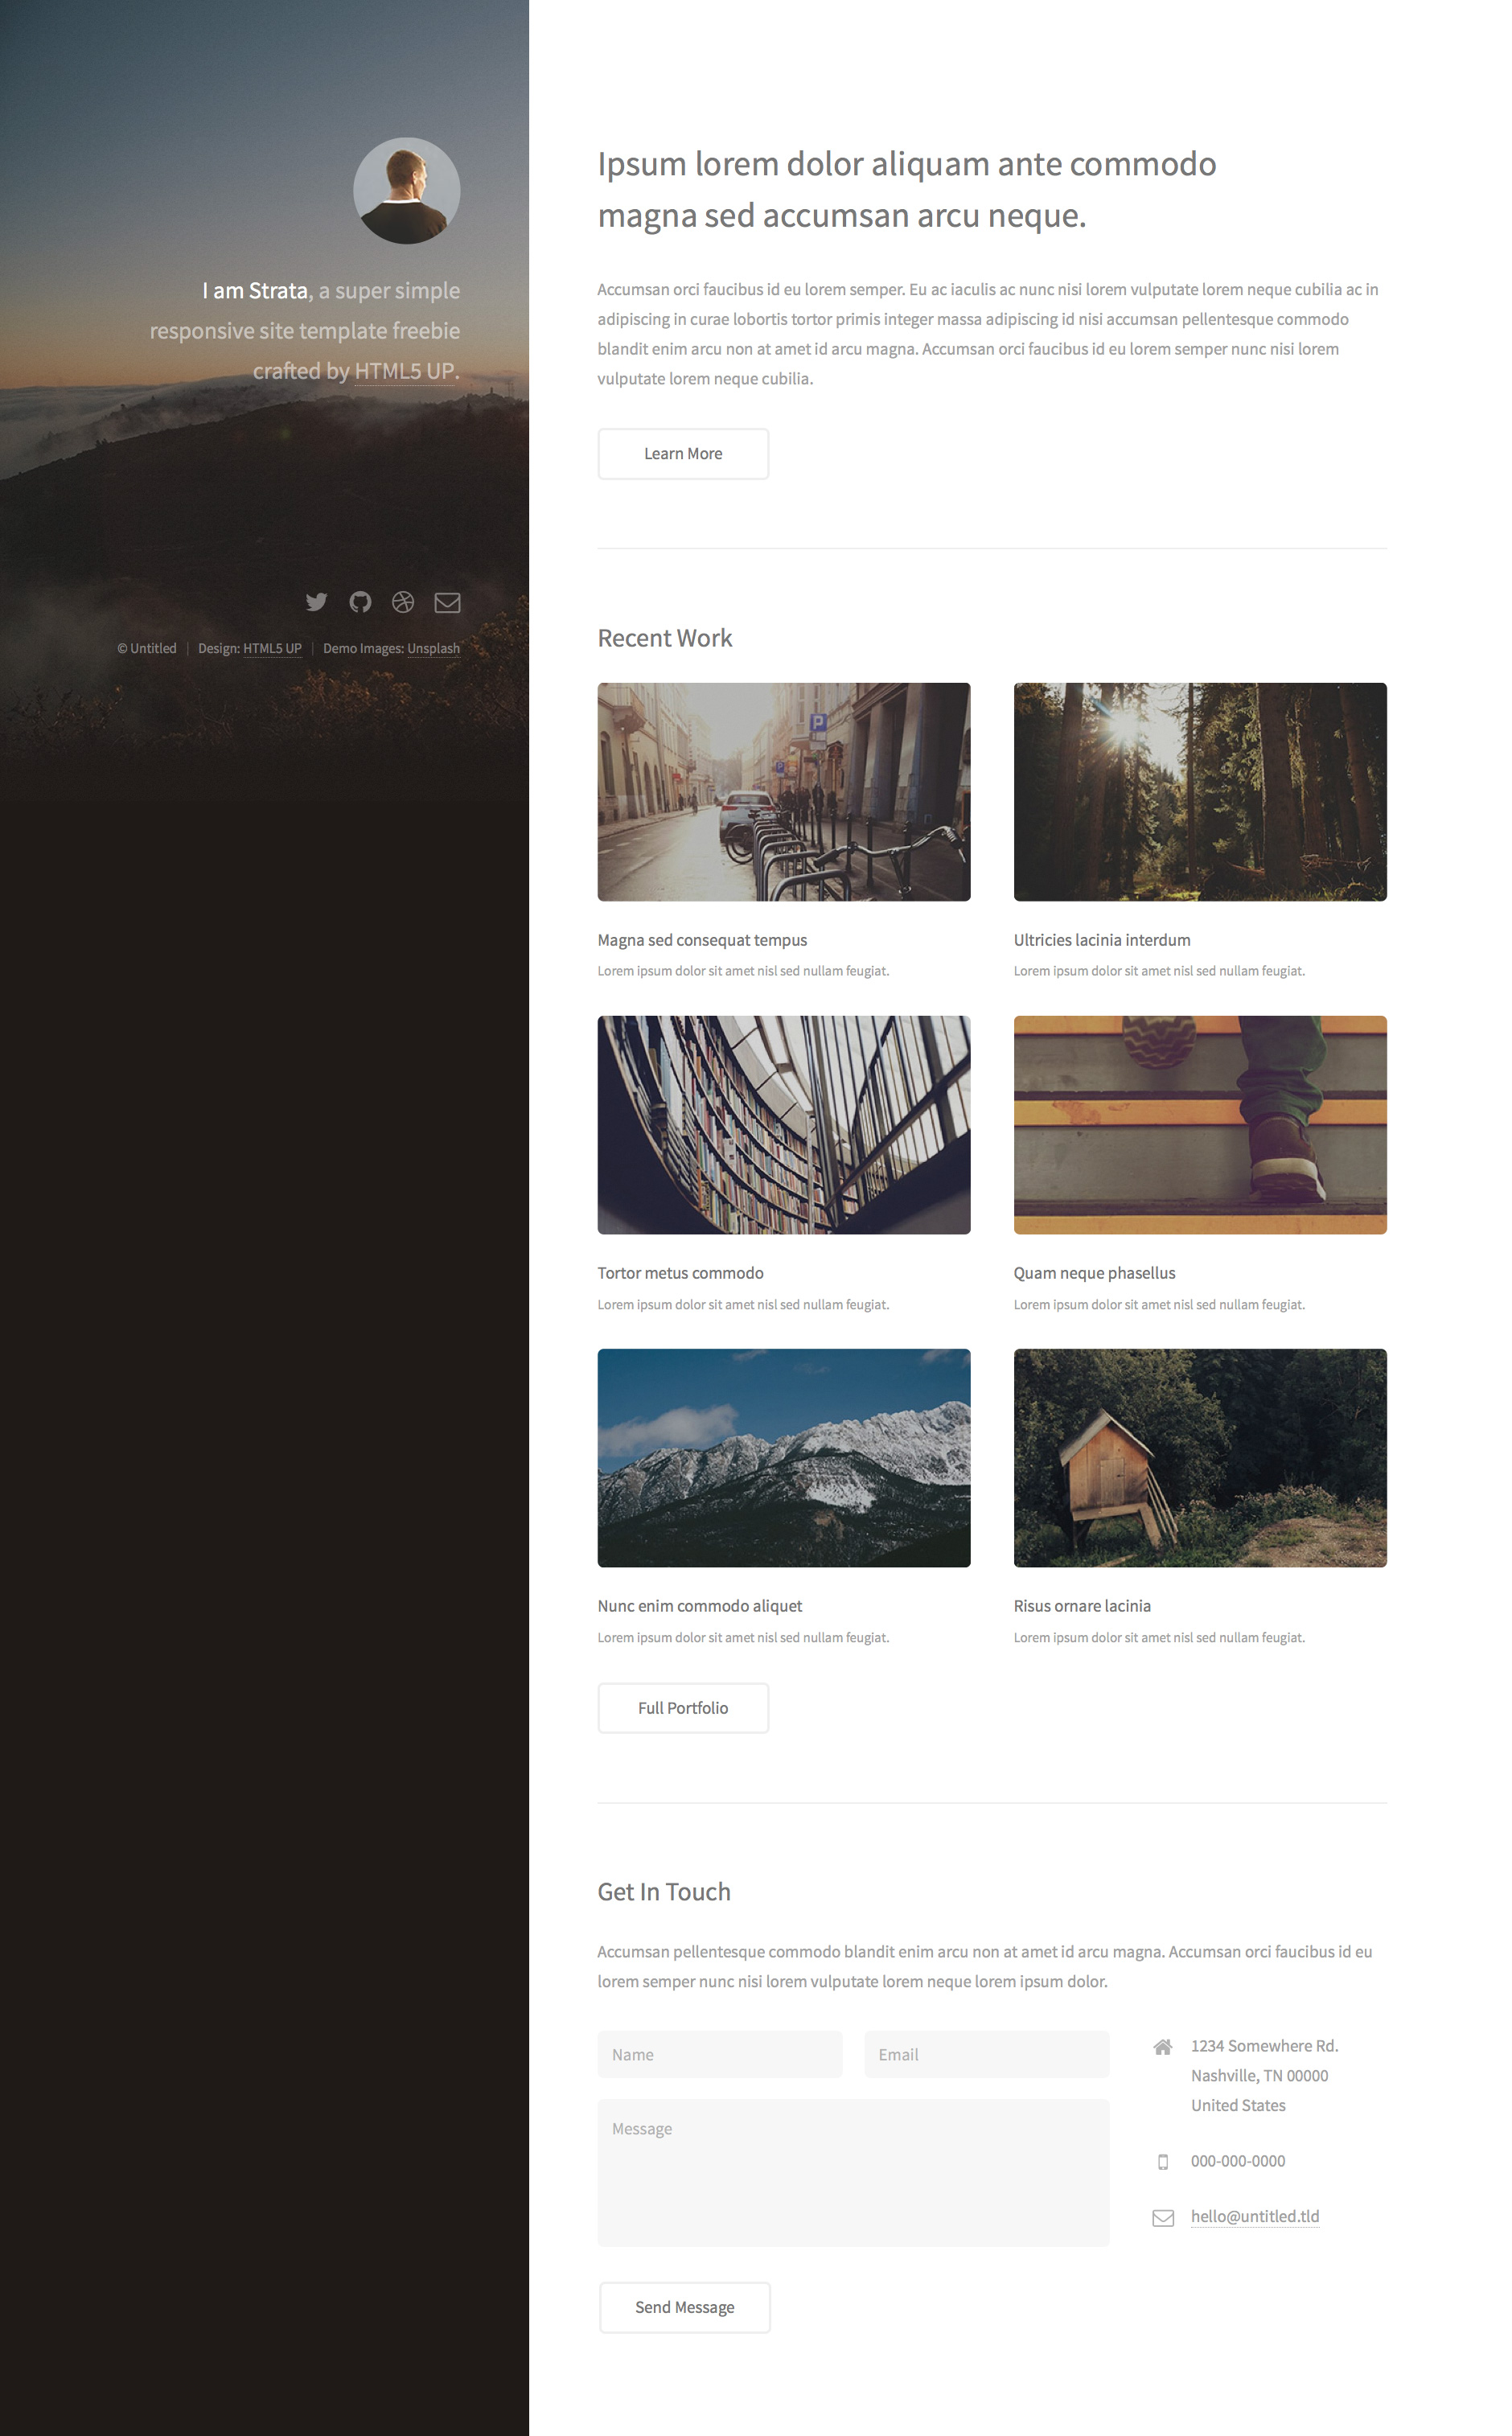 I am Strata, a super simple
responsive site template freebie
crafted by HTML5 UP.
© Untitled | Design: HTML5 UP | Demo Images: Unsplash
Ipsum lorem dolor aliquam ante commodo
magna sed accumsan arcu neque.
Accumsan orci faucibus id eu lorem semper. Eu ac iaculis ac nunc nisi lorem vulputate lorem neque cubilia ac in
adipiscing in curae lobortis tortor primis integer massa adipiscing id nisi accumsan pellentesque commodo
blandit enim arcu non at amet id arcu magna. Accumsan orci faucibus id eu lorem semper nunc nisi lorem
vulputate lorem neque cubilia.
Learn More
Recent Work
P
Magna sed consequat tempus
Lorem ipsum dolor sit amet nisl sed nullam feugiat.
Ultricies lacinia interdum
Lorem ipsum dolor sit amet nisl sed nullam feugiat.
Tortor metus commodo
Lorem ipsum dolor sit amet nisl sed nullam feugiat.
Quam neque phasellus
Lorem ipsum dolor sit amet nisl sed nullam feugiat.
Nunc enim commodo aliquet
Lorem ipsum dolor sit amet nisl sed nullam feugiat.
Risus ornare lacinia
Lorem ipsum dolor sit amet nisl sed nullam feugiat.
Full Portfolio
Get In Touch
Accumsan pellentesque commodo blandit enim arcu non at amet id arcu magna. Accumsan orci faucibus id eu
lorem semper nunc nisi lorem vulputate lorem neque lorem ipsum dolor.
Name
Email
Message
Send Message
1234 Somewhere Rd.
Nashville, TN 00000
United States
000-000-0000
hello@untitled.tld